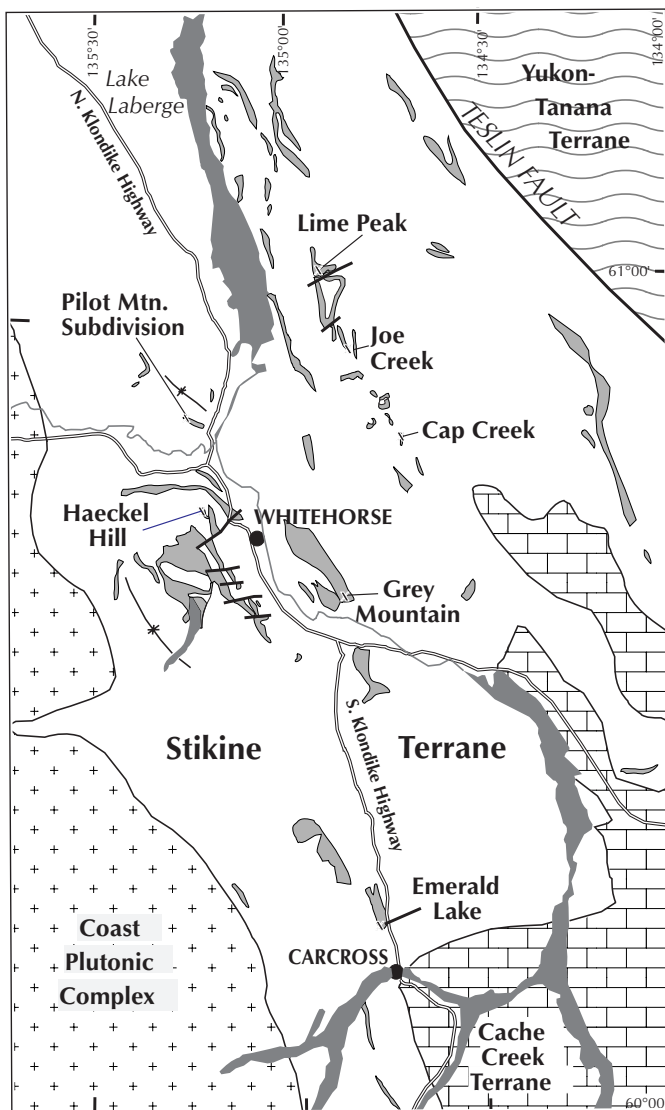 135°30'
135°00'
134°30'
134°00'
Lake
Laberge
N. Klondike Highway
Yukon-
Tanana
Terrane
TESLIN FAULT
Lime Peak
61°00'
Pilot Mtn.
Subdivision
Joe
Creek
Cap Creek
Haeckel
Hill
WHITEHORSE
Grey
Mountain
Stikine Terrane
S. Klondike Highway
Emerald
Lake
Coast
Plutonic
Complex
CARCROSS
Cache
Creek
Terrane
60°00'